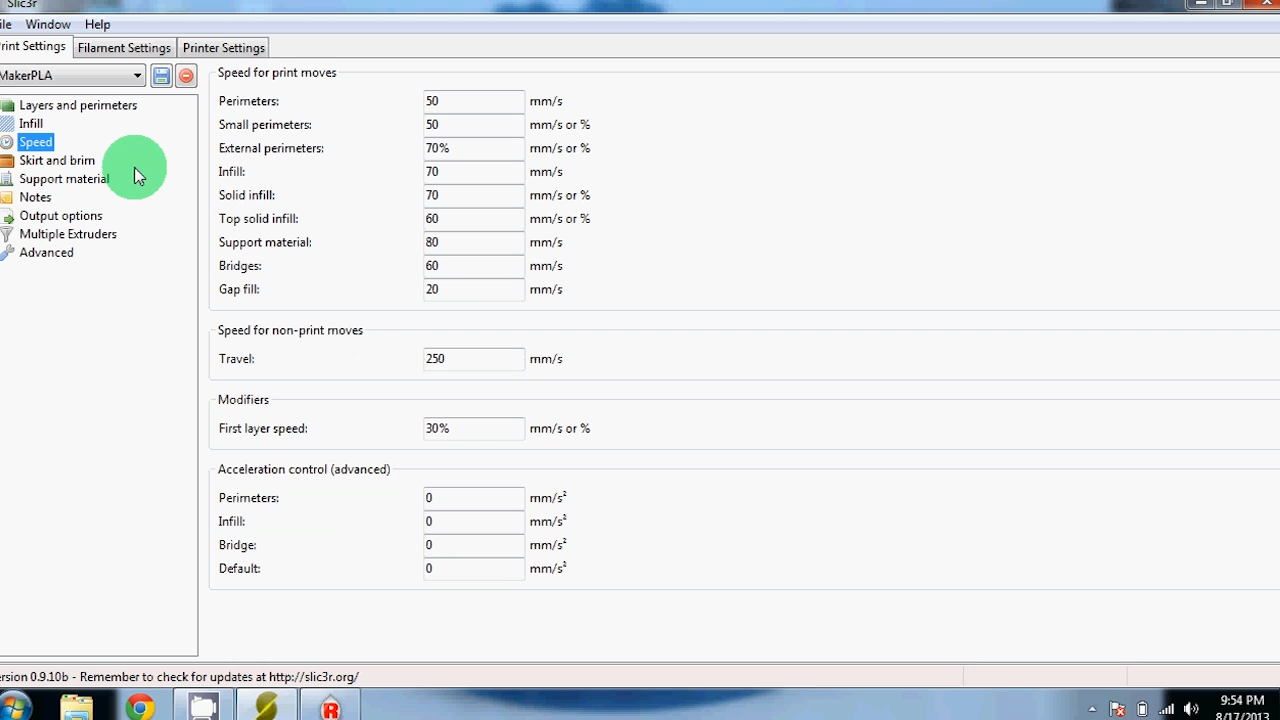 Slic3r
ile Window Help
rint Settings Filament Settings Printer Settings
MakerPLA
Layers and perimeters
Infill
Speed
Skirt and brim
Support material
Notes
Output options
Multiple Extruders
Advanced
Speed for print moves
Perimeters: 50 mm/s
Small perimeters: 50 mm/s or %
External perimeters: 70% mm/s or %
Infill: 70 mm/s
Solid infill: 70 mm/s or %
Top solid infill: 60 mm/s or %
Support material: 80 mm/s
Bridges: 60 mm/s
Gap fill: 20 mm/s
Speed for non-print moves
Travel: 250 mm/s
Modifiers
First layer speed: 30% mm/s or %
Acceleration control (advanced)
Perimeters: 0 mm/s²
Infill: 0 mm/s²
Bridge: 0 mm/s²
Default: 0 mm/s²
ersion 0.9.10b - Remember to check for updates at http://slic3r.org/
9:54 PM
8/17/2013